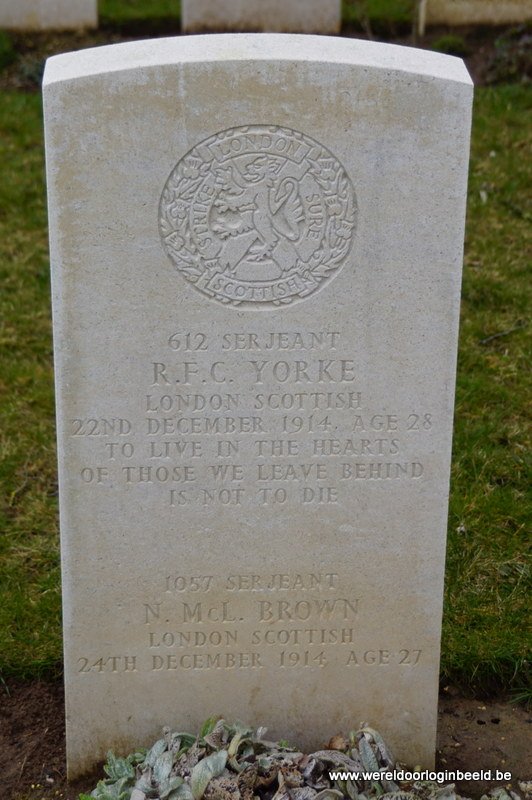 LONDON
STRIKE
SURE
SCOTTISH
612 SERJEANT
R.F.C. YORKE
LONDON SCOTTISH
22ND DECEMBER 1914. AGE 28
TO LIVE IN THE HEARTS
OF THOSE WE LEAVE BEHIND
IS NOT TO DIE
1057 SERJEANT
N. McL. BROWN
LONDON SCOTTISH
24TH DECEMBER 1914 AGE 27
www.wereldoorloginbeeld.be